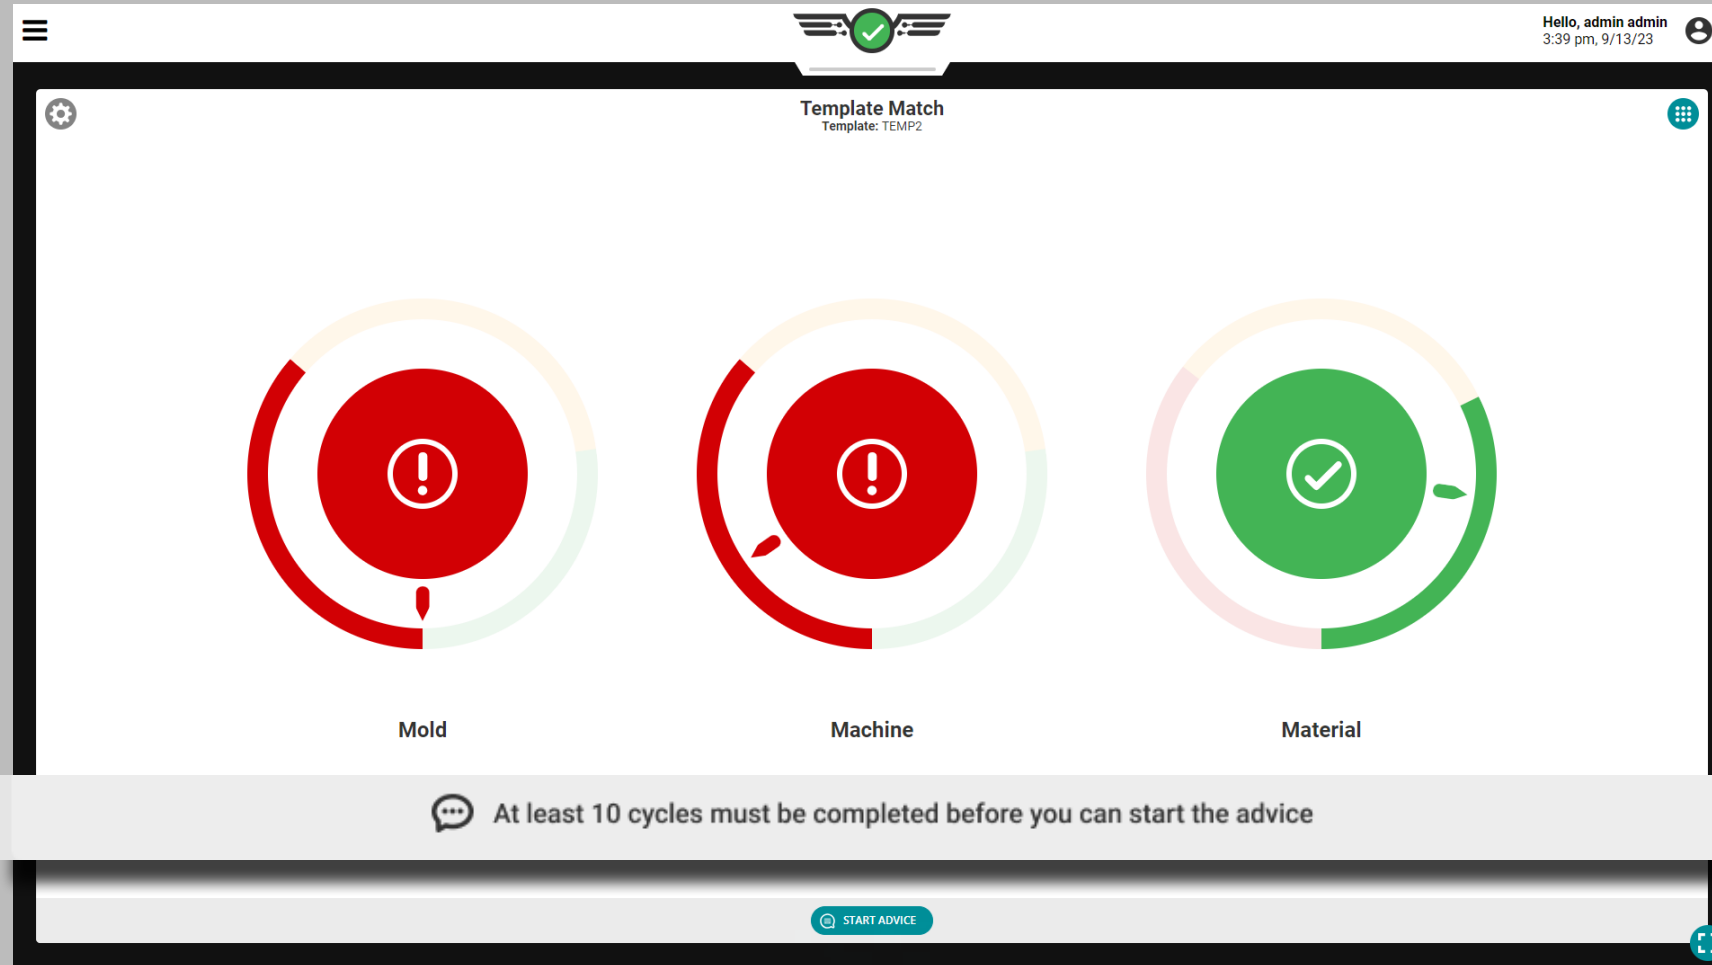 Hello, admin admin
3:39 pm, 9/13/23
Template Match
Template: TEMP2
Mold
Machine
Material
At least 10 cycles must be completed before you can start the advice
START ADVICE